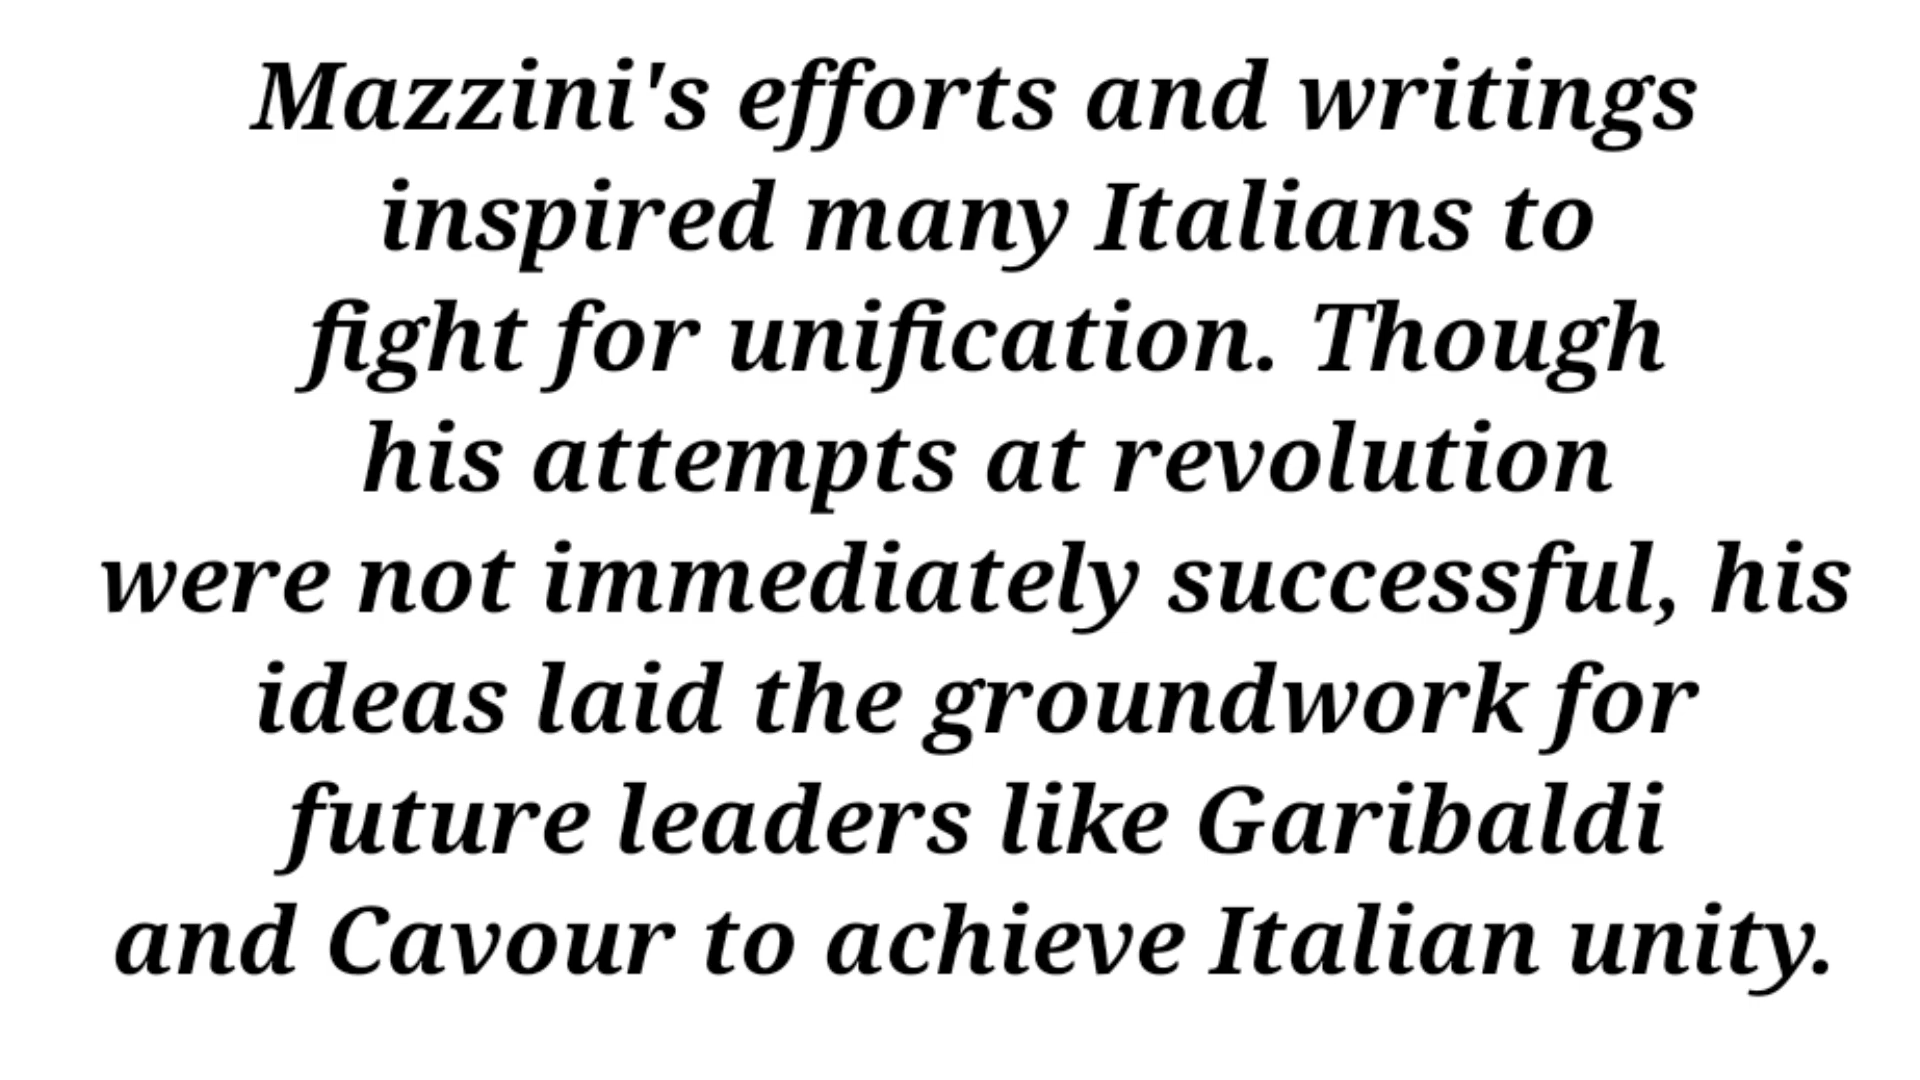 Mazzini's efforts and writings
inspired many Italians to
fight for unification. Though
his attempts at revolution
were not immediately successful, his
ideas laid the groundwork for
future leaders like Garibaldi
and Cavour to achieve Italian unity.